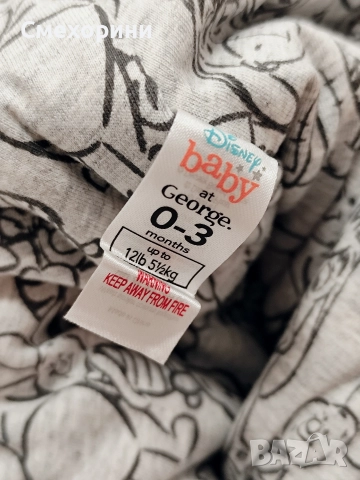 Смехорини
Disney
baby
at
George.
0-3
months
up to
12lb 5½kg
WARNING
KEEP AWAY FROM FIRE
BAZAR